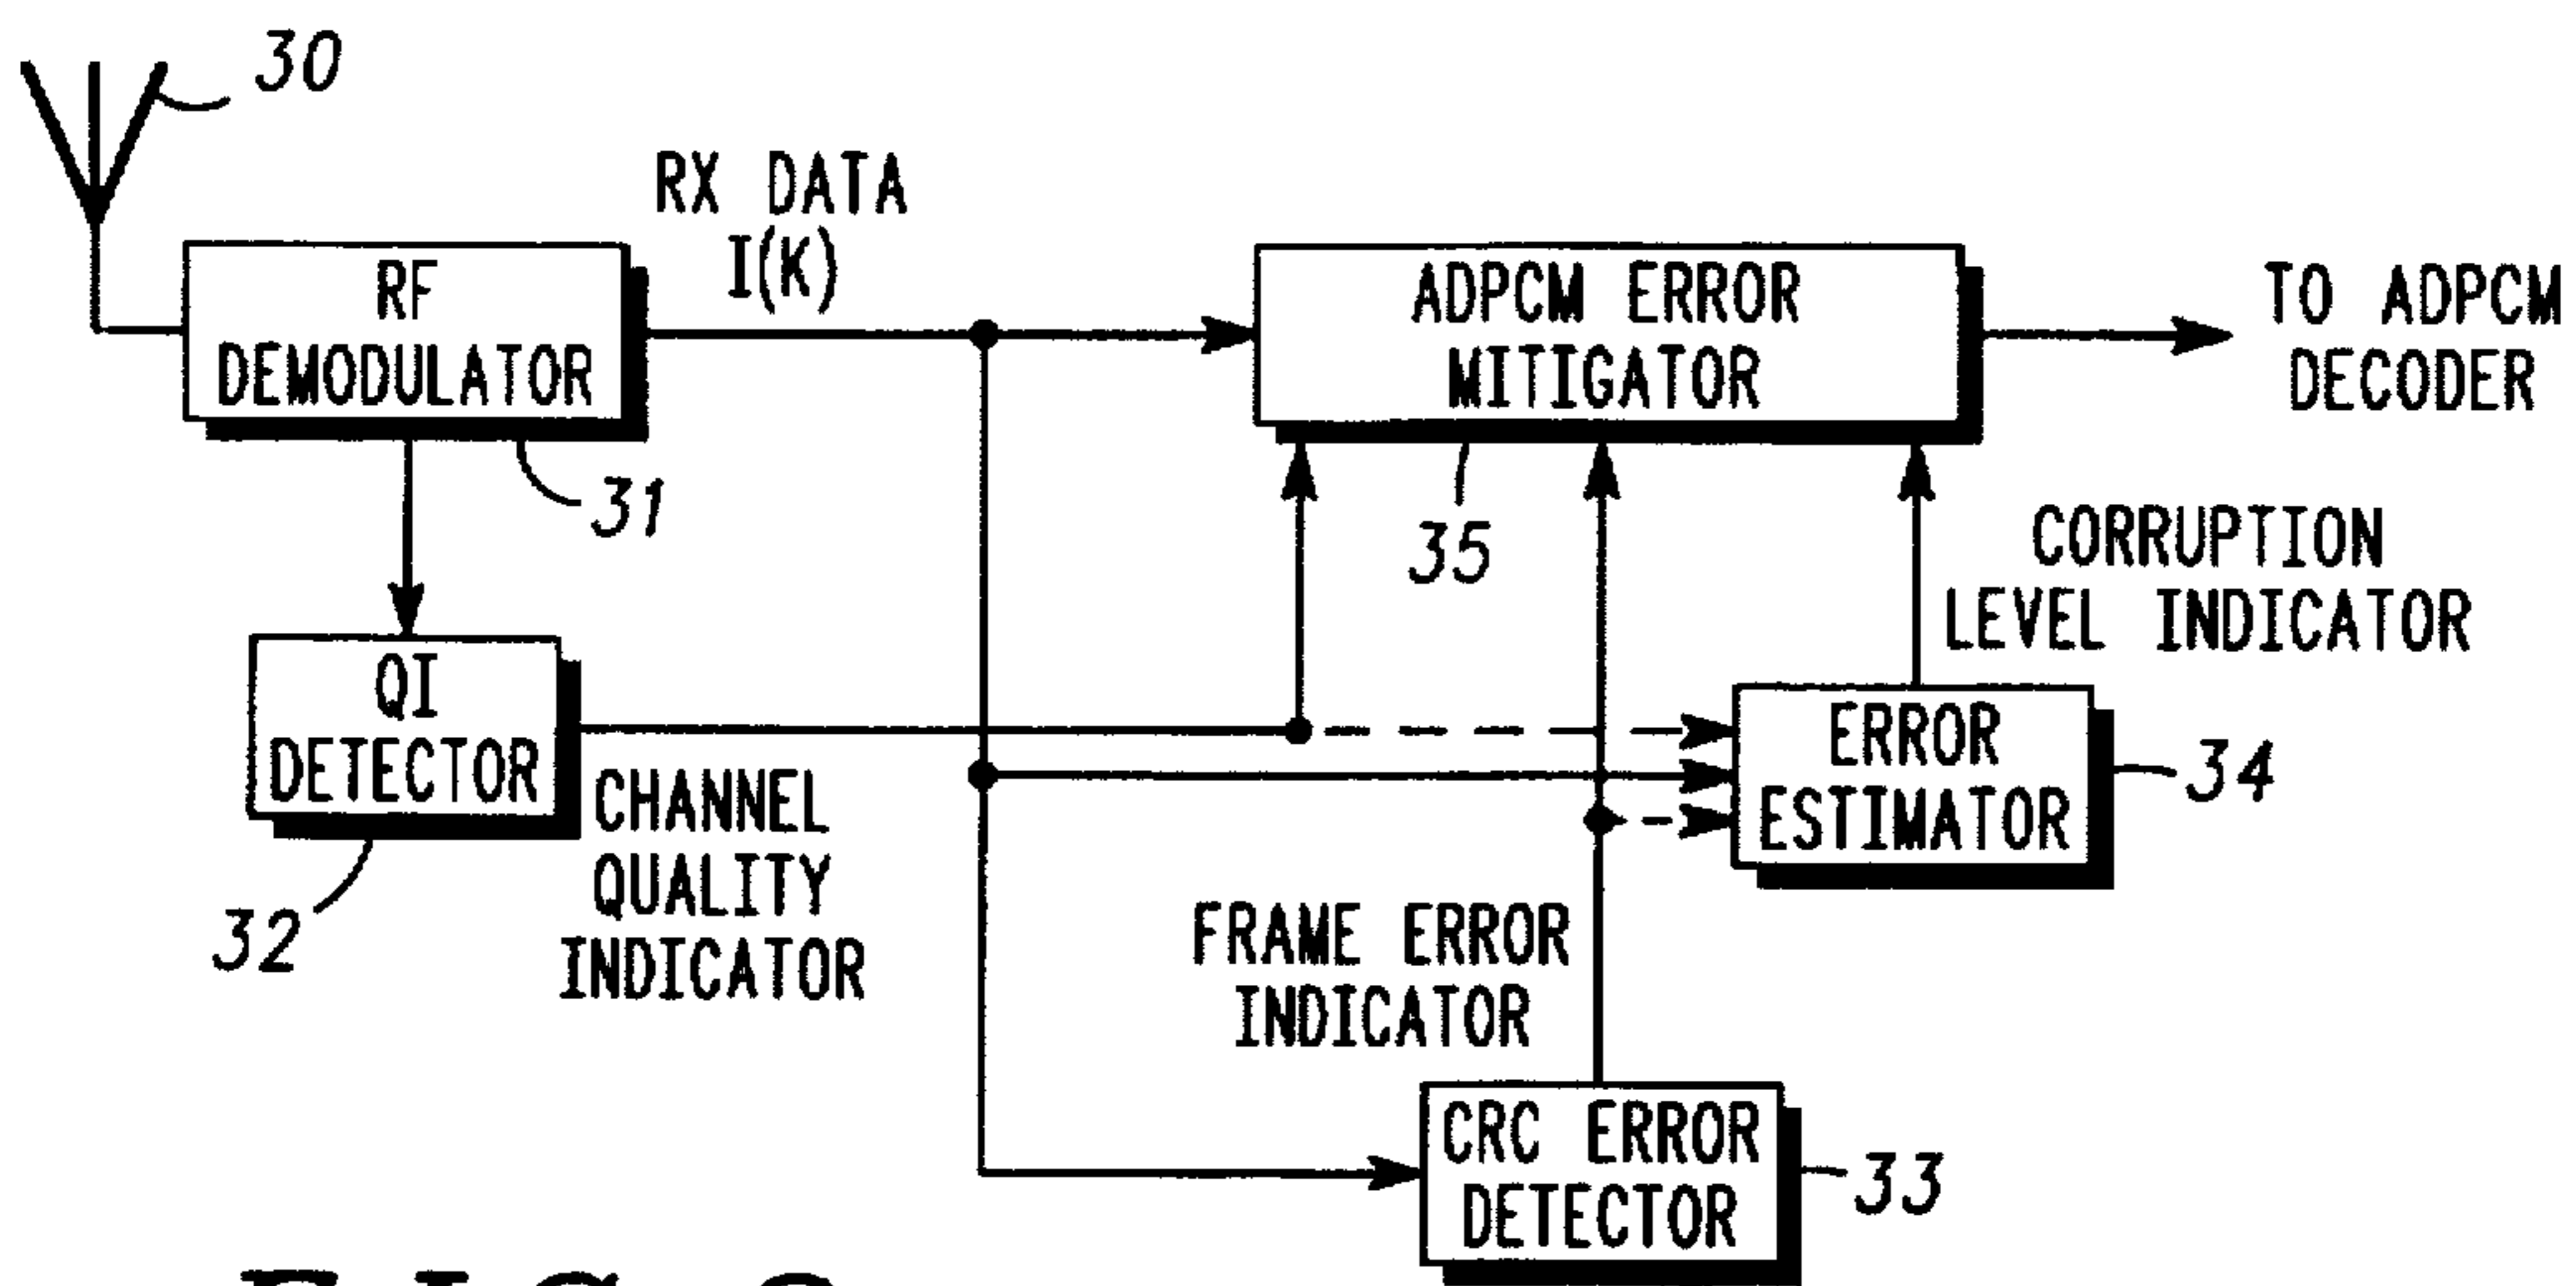 30
RX DATA
I(K)
RF
DEMODULATOR
31
ADPCM ERROR
MITIGATOR
35
TO ADPCM
DECODER
QI
DETECTOR
32
CHANNEL
QUALITY
INDICATOR
CORRUPTION
LEVEL INDICATOR
ERROR
ESTIMATOR
34
FRAME ERROR
INDICATOR
CRC ERROR
DETECTOR
33